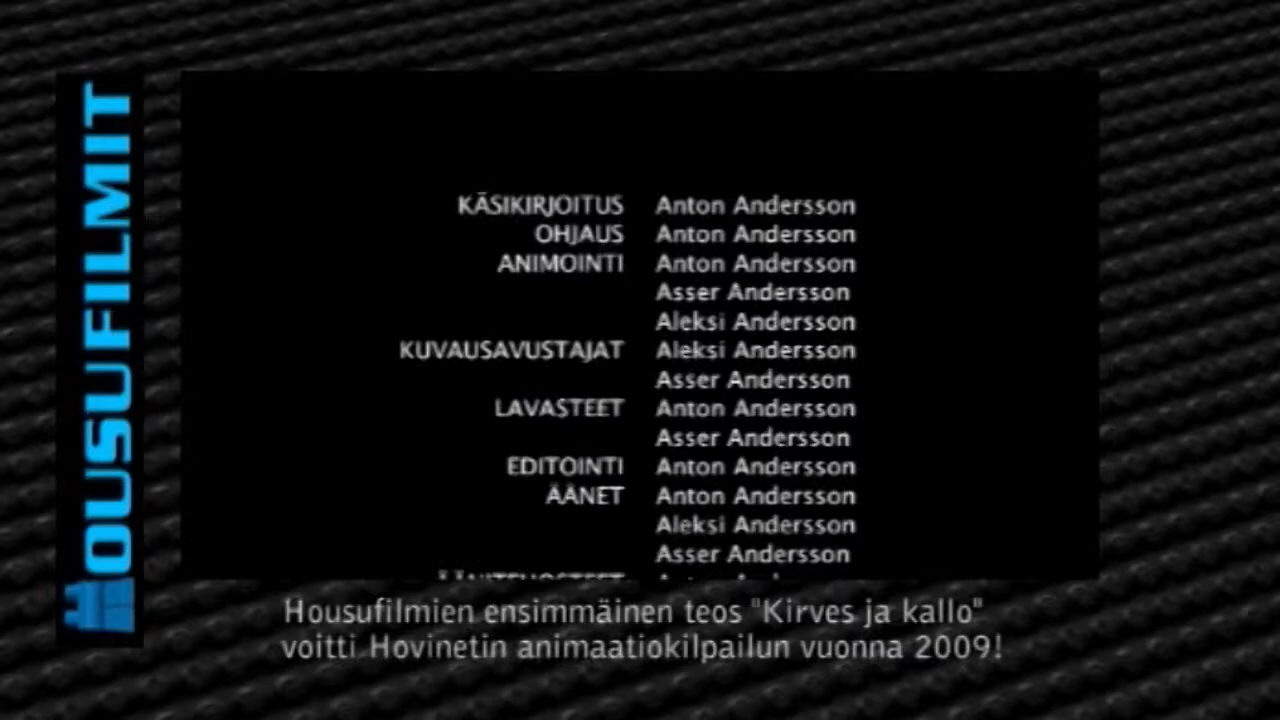 HOUSUFILMIT
KÄSIKIRJOITUS Anton Andersson
OHJAUS Anton Andersson
ANIMOINTI Anton Andersson
Asser Andersson
Aleksi Andersson
KUVAUSAVUSTAJAT Aleksi Andersson
Asser Andersson
LAVASTEET Anton Andersson
Asser Andersson
EDITOINTI Anton Andersson
ÄÄNET Anton Andersson
Aleksi Andersson
Asser Andersson
Housufilmien ensimmäinen teos "Kirves ja kallo"
voitti Hovinetin animaatiokilpailun vuonna 2009!